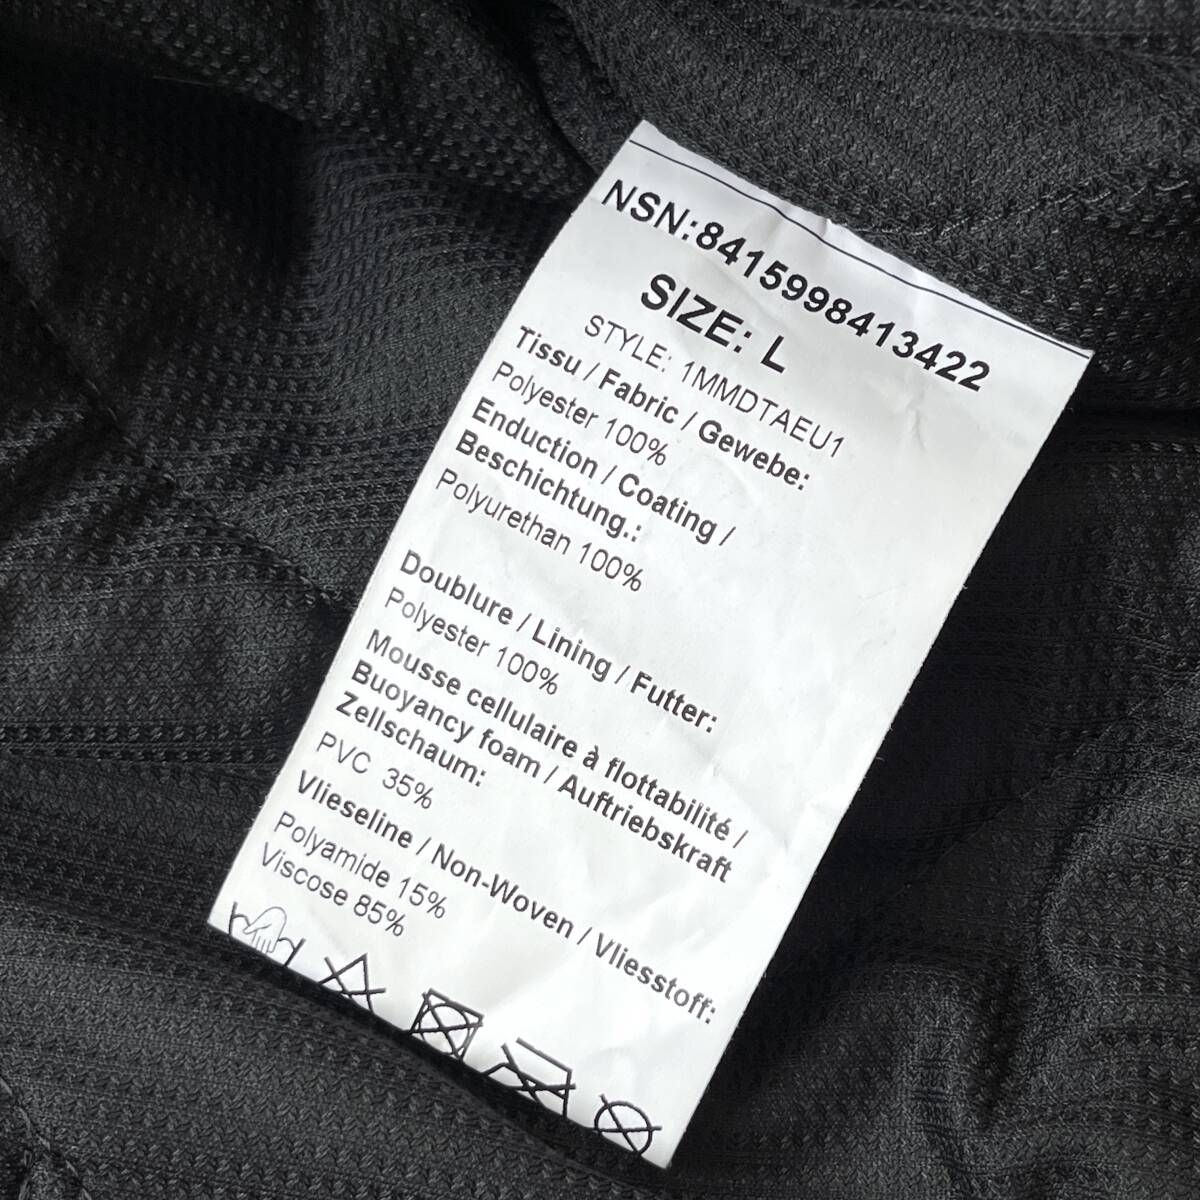 NSN:8415998413422
SIZE: L
STYLE: 1MMDTAEU1
Tissu / Fabric / Gewebe:
Polyester 100%
Enduction / Coating /
Beschichtung.:
Polyurethan 100%
Doublure / Lining / Futter:
Polyester 100%
Mousse cellulaire à flottabilité /
Buoyancy foam / Auftriebskraft
Zellschaum:
PVC 35%
Vlieseline / Non-Woven / Vliesstoff:
Polyamide 15%
Viscose 85%